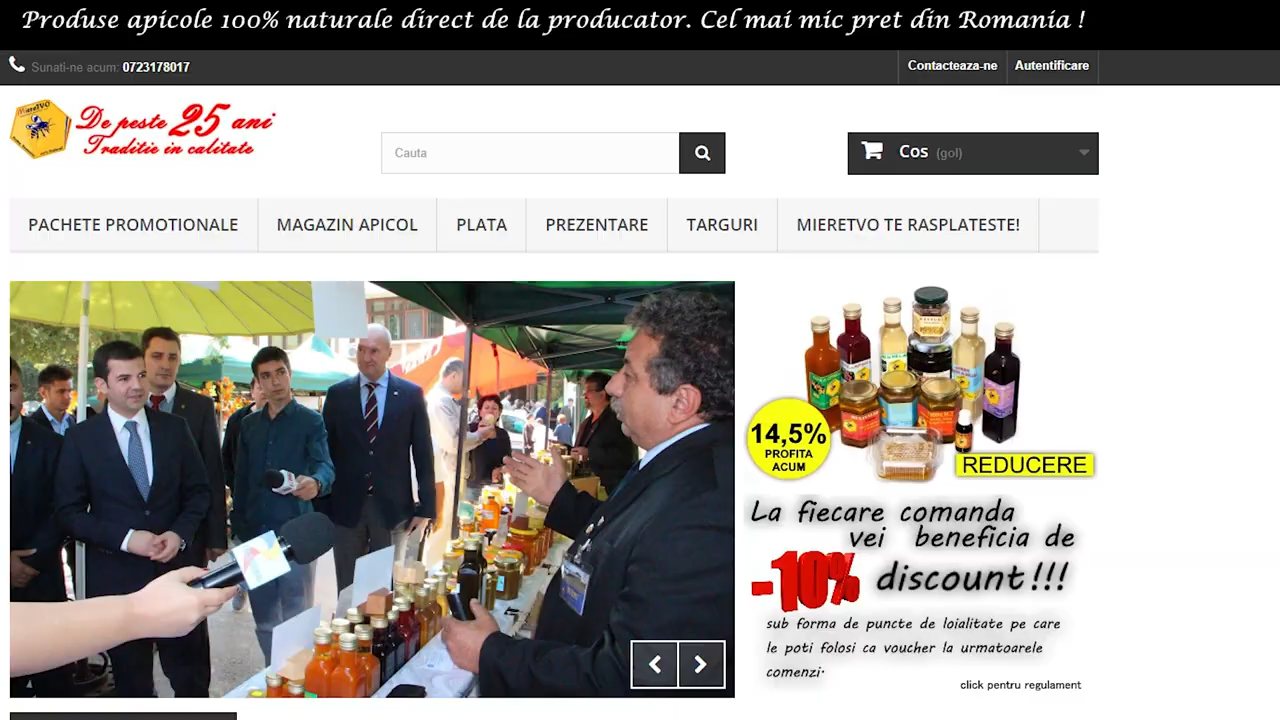 Produse apicole 100% naturale direct de la producator. Cel mai mic pret din Romania !
Sunati-ne acum: 0723178017
Contacteaza-ne
Autentificare
MiereTVO
De peste 25 ani
Traditie in calitate
Cauta
Cos (gol)
PACHETE PROMOTIONALE
MAGAZIN APICOL
PLATA
PREZENTARE
TARGURI
MIERETVO TE RASPLATESTE!
14,5%
PROFITA
ACUM
REDUCERE
La fiecare comanda
vei beneficia de
-10% discount!!!
sub forma de puncte de loialitate pe care
le poti folosi ca voucher la urmatoarele
comenzi.
click pentru regulament